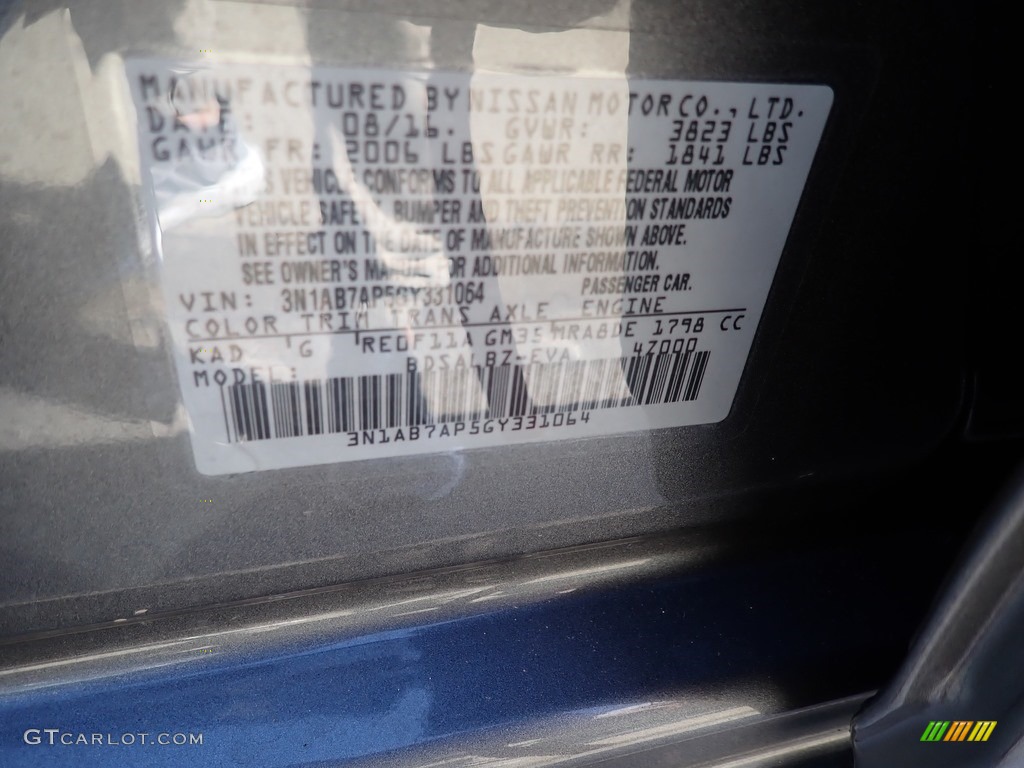 MANUFACTURED BY NISSAN MOTOR CO., LTD.
DATE: 08/16. GVWR: 3823 LBS
GAWR FR: 2006 LBS GAWR RR: 1841 LBS
THIS VEHICLE CONFORMS TO ALL APPLICABLE FEDERAL MOTOR
VEHICLE SAFETY, BUMPER AND THEFT PREVENTION STANDARDS
IN EFFECT ON THE DATE OF MANUFACTURE SHOWN ABOVE.
SEE OWNER'S MANUAL FOR ADDITIONAL INFORMATION.
VIN: 3N1AB7AP5GY331064 PASSENGER CAR.
COLOR TRIM TRANS AXLE ENGINE
KAD G RE0F11A GM35 MRA8DE 1798 CC
MODEL: BDSALBZ-EVA 47000
3N1AB7AP5GY331064
GTCARLOT.COM